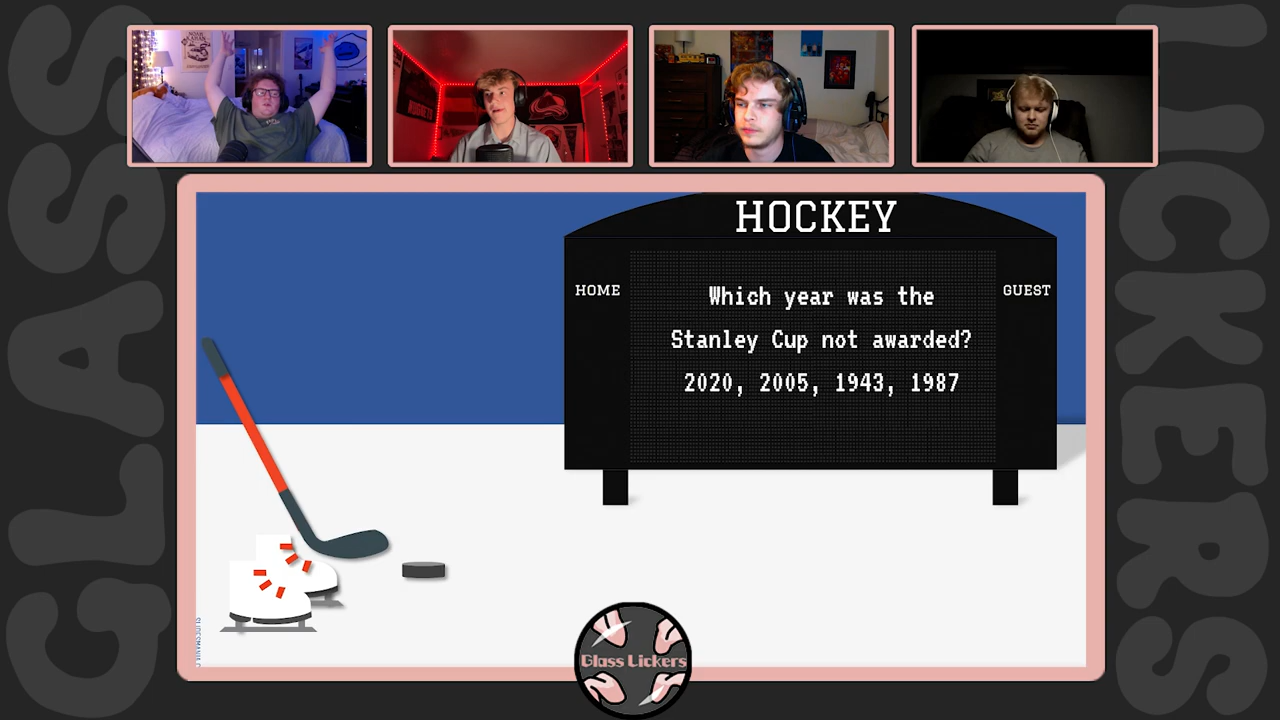 GLASS
LICKERS
HOCKEY
HOME
GUEST
Which year was the
Stanley Cup not awarded?
2020, 2005, 1943, 1987
Glass Lickers